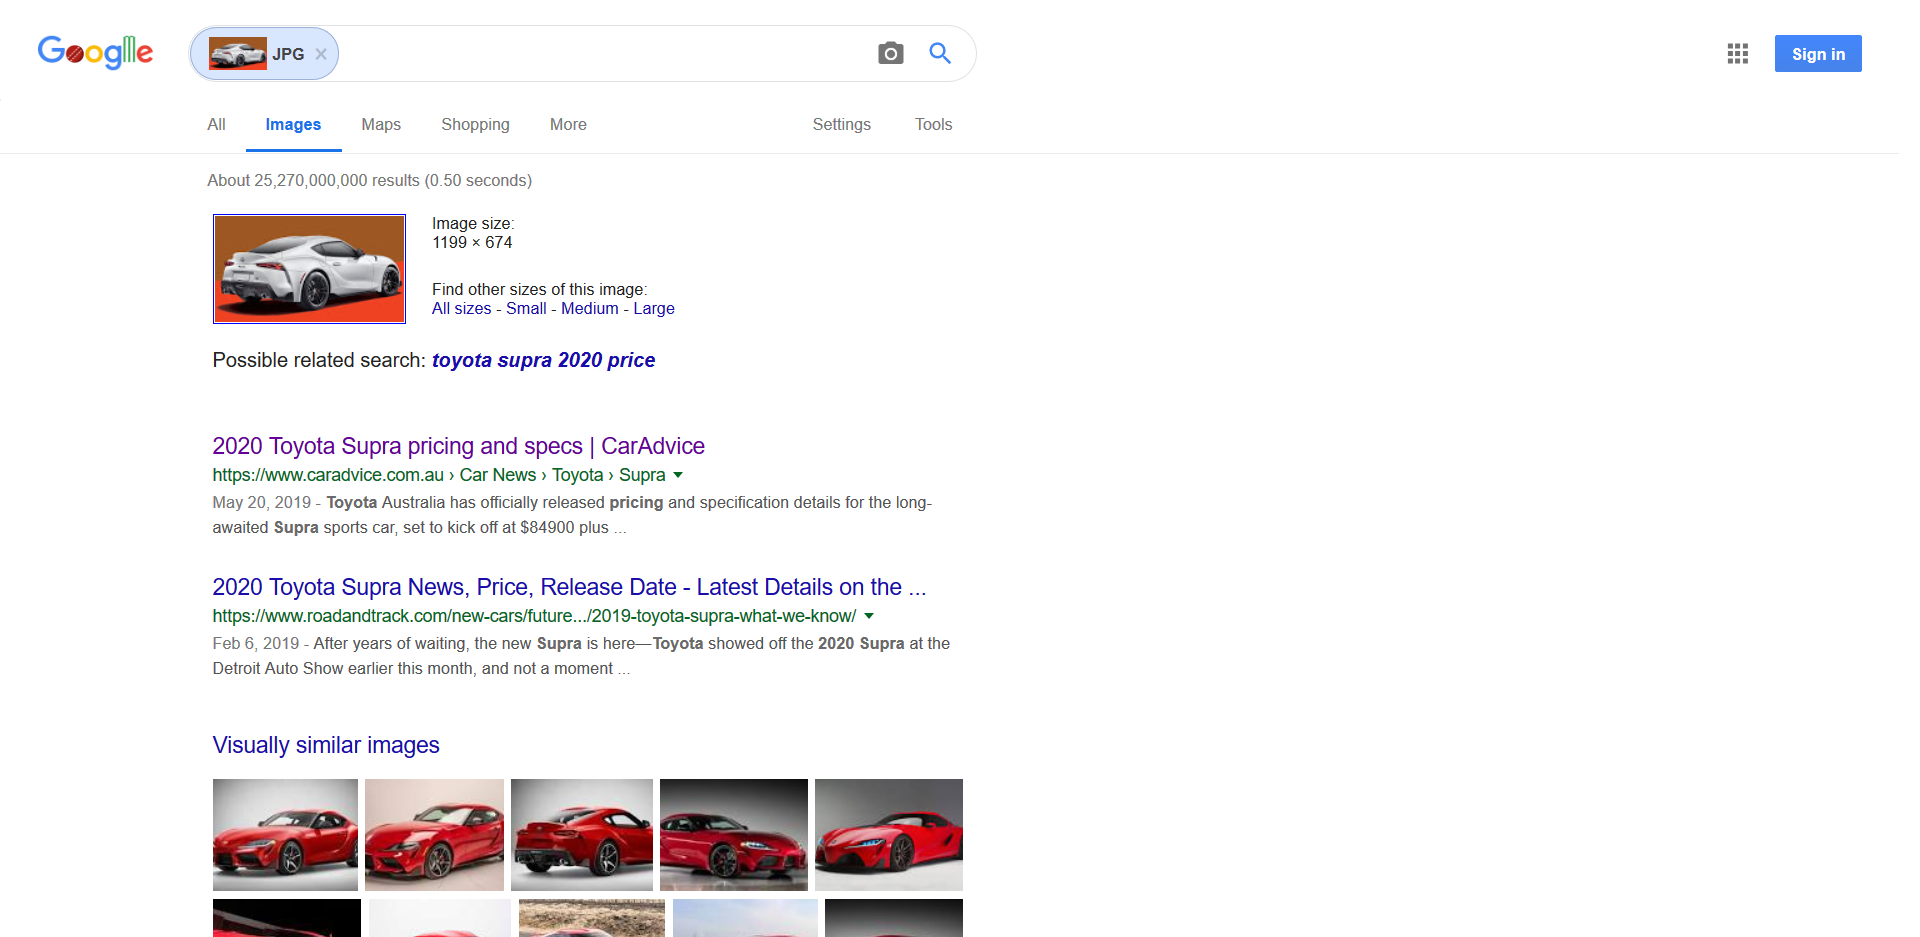 Googlle
JPG ×
Sign in
All Images Maps Shopping More Settings Tools
About 25,270,000,000 results (0.50 seconds)
Image size:
1199 × 674
Find other sizes of this image:
All sizes - Small - Medium - Large
Possible related search: toyota supra 2020 price
2020 Toyota Supra pricing and specs | CarAdvice
https://www.caradvice.com.au › Car News › Toyota › Supra
May 20, 2019 - Toyota Australia has officially released pricing and specification details for the long-
awaited Supra sports car, set to kick off at $84900 plus ...
2020 Toyota Supra News, Price, Release Date - Latest Details on the ...
https://www.roadandtrack.com/new-cars/future.../2019-toyota-supra-what-we-know/
Feb 6, 2019 - After years of waiting, the new Supra is here—Toyota showed off the 2020 Supra at the
Detroit Auto Show earlier this month, and not a moment ...
Visually similar images